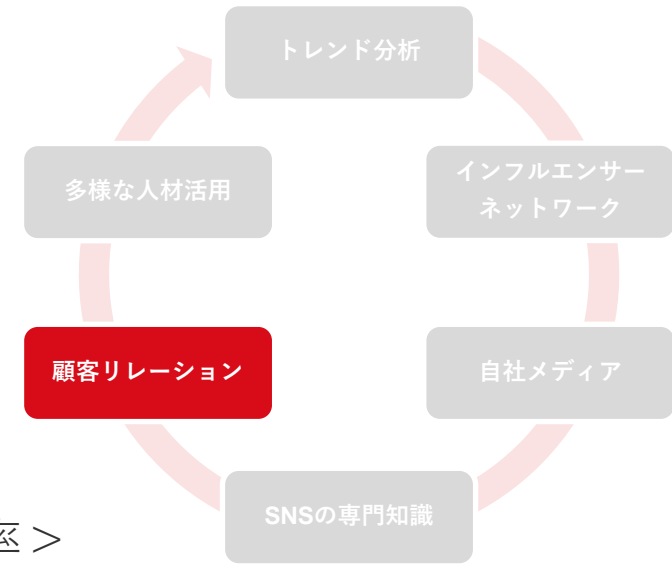 トレンド分析
多様な人材活用
インフルエンサー
ネットワーク
顧客リレーション
自社メディア
SNSの専門知識
>